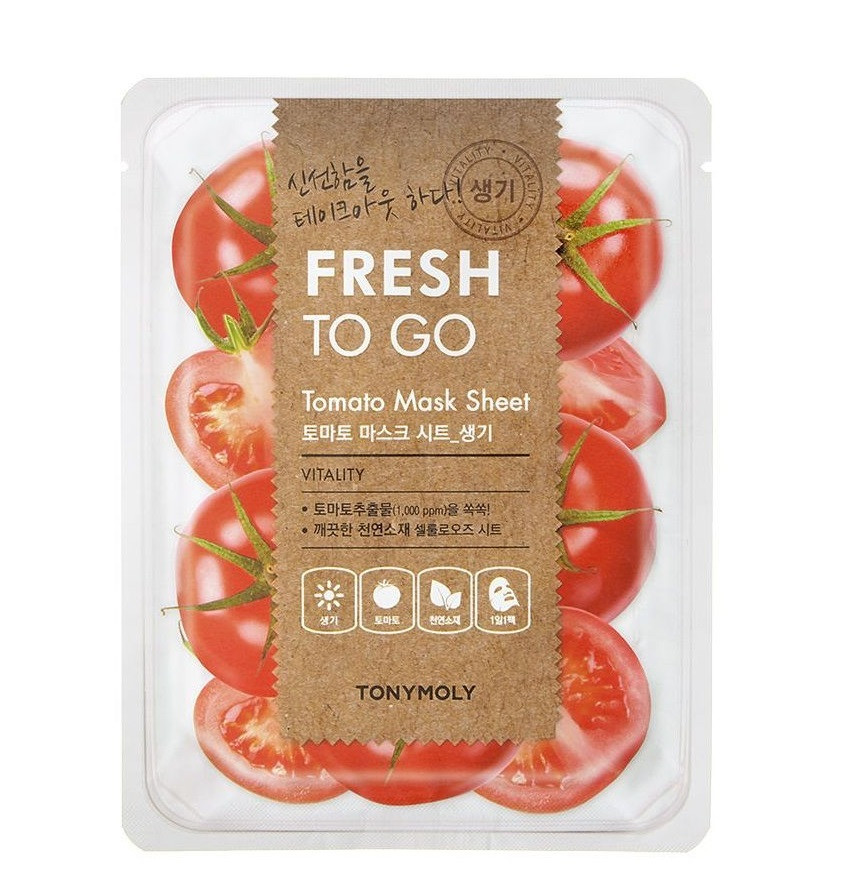 신선함을
테이크아웃 하다!
VITALITY • VITALITY • VITALITY
생기
FRESH
TO GO
Tomato Mask Sheet
토마토 마스크 시트_생기
VITALITY
• 토마토추출물(1,000 ppm)을 쏙쏙!
• 깨끗한 천연소재 셀룰로오즈 시트
생기 토마토 천연소재 1일1팩
TONYMOLY